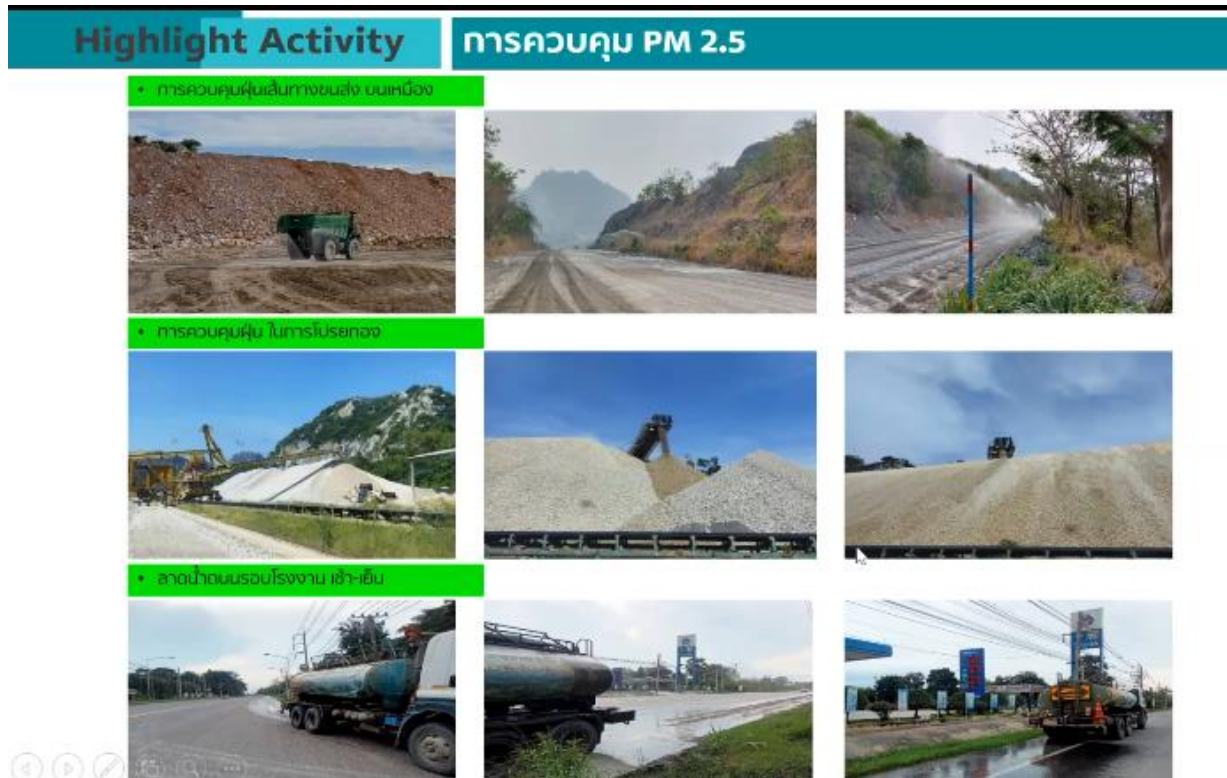 Highlight Activity
การควบคุม PM 2.5
• การควบคุมฝุ่นเส้นทางขนส่ง บนเหมือง
• การควบคุมฝุ่น ในการโปรยกอง
• ลาดน้ำถนนรอบโรงงาน เช้า-เย็น